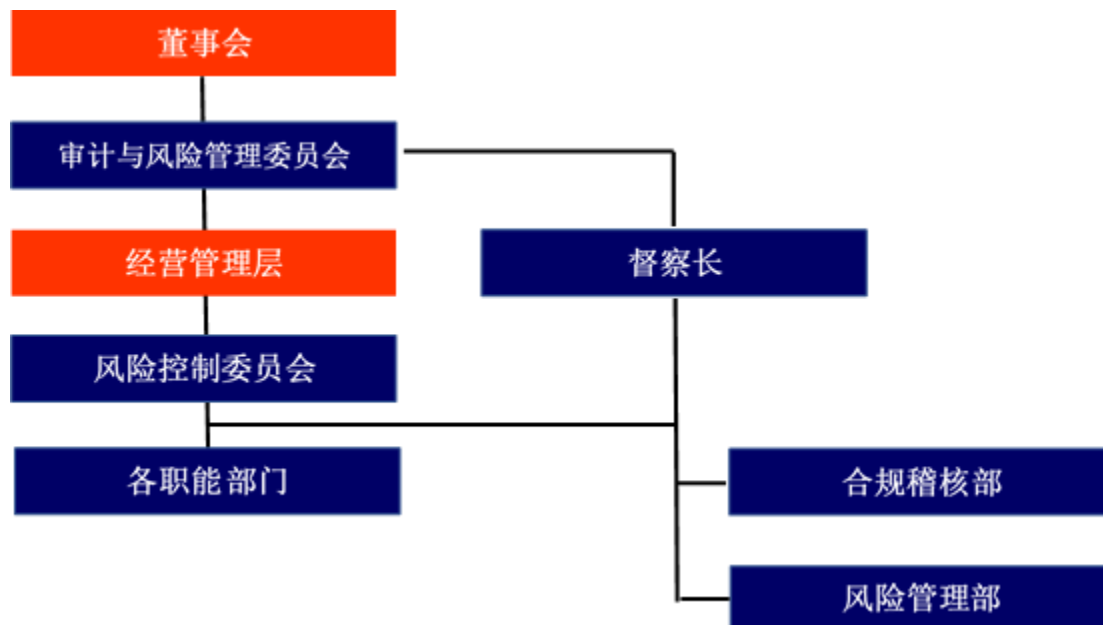 董事会
审计与风险管理委员会
经营管理层
督察长
风险控制委员会
各职能部门
合规稽核部
风险管理部